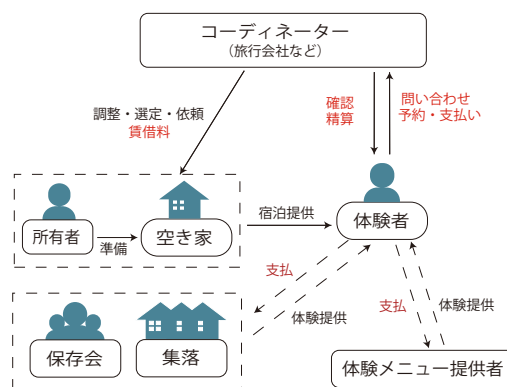 コーディネーター
（旅行会社など）
調整・選定・依頼
賃借料
確認
精算
問い合わせ
予約・支払い
所有者
準備
空き家
宿泊提供
体験者
支払
体験提供
支払
体験提供
保存会
集落
体験メニュー提供者